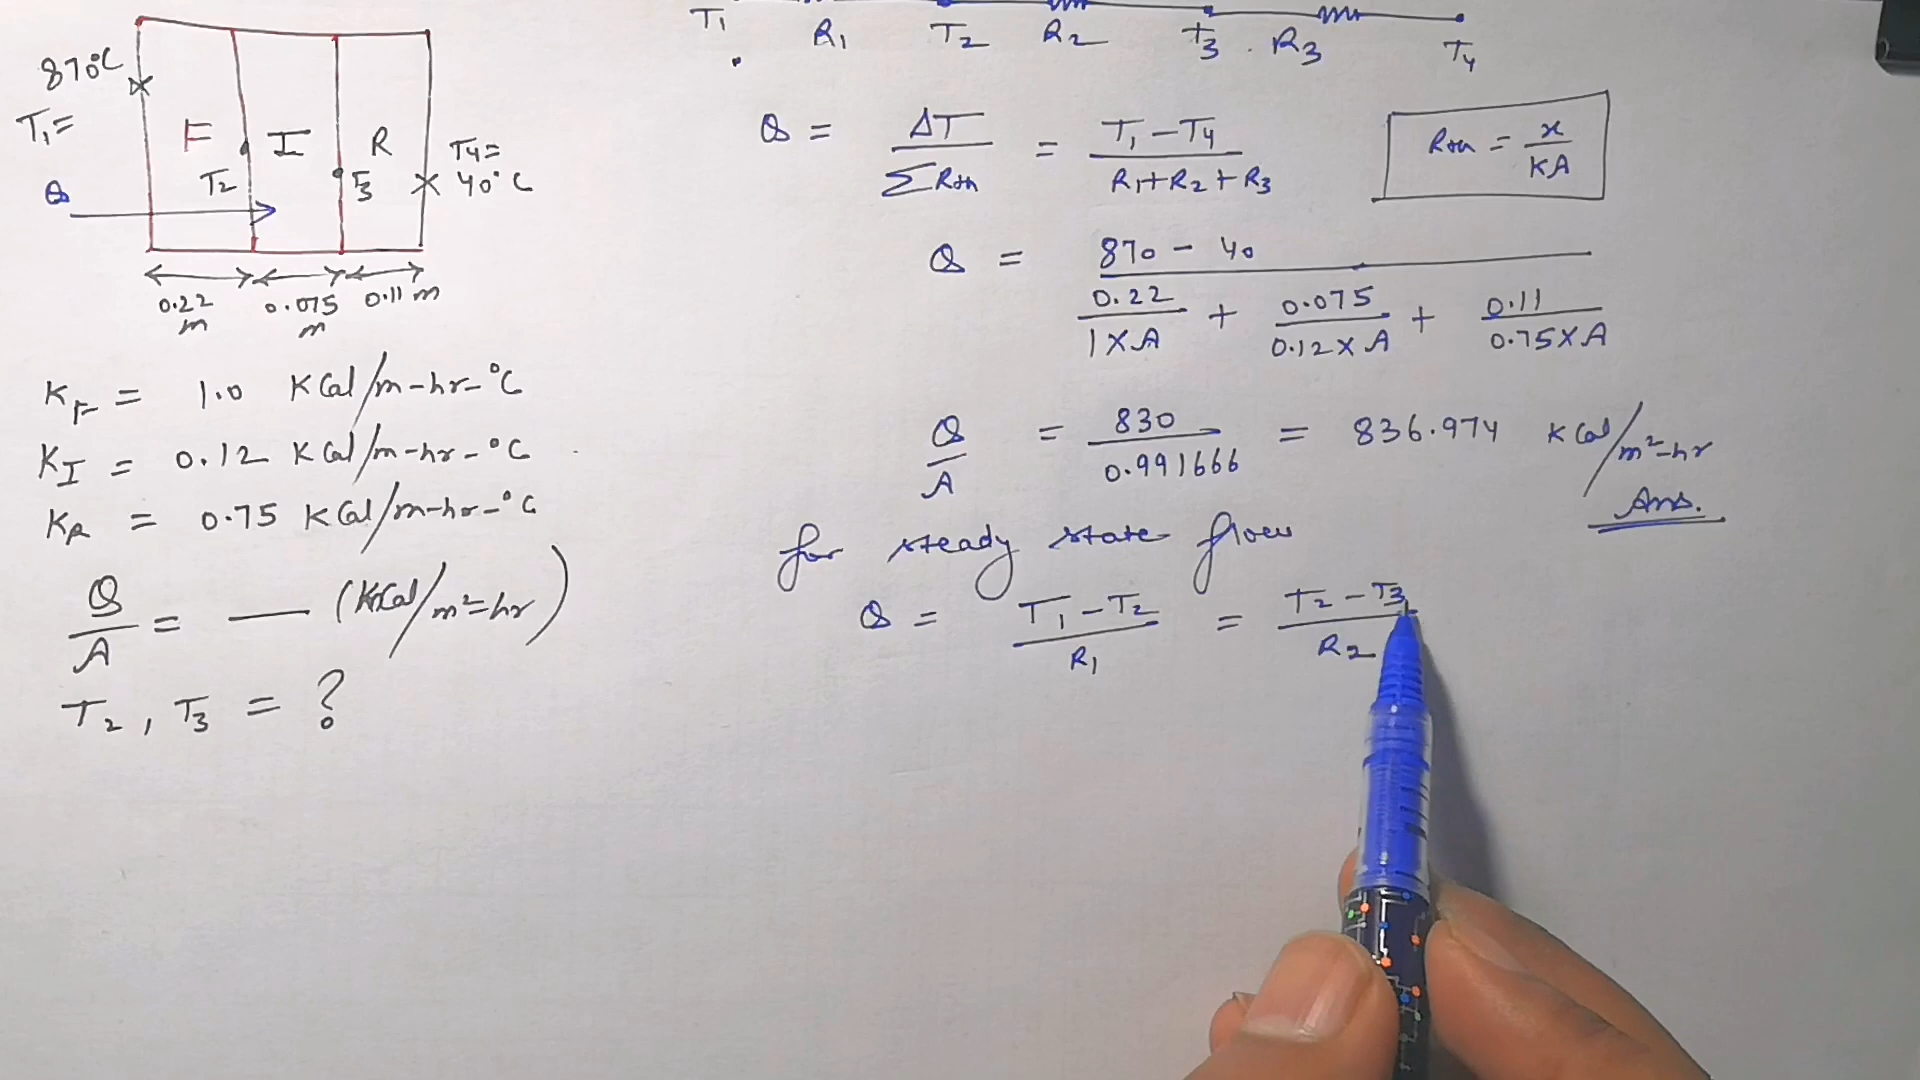 870°C
T₁ =
Q
F
I
R
T₂
T₃
T₄ =
40°C
0.22 m
0.075 m
0.11 m
K_F = 1.0 KCal/m-hr-°C
K_I = 0.12 KCal/m-hr-°C
K_R = 0.75 KCal/m-hr-°C
Q/A = — (KCal/m²-hr)
T₂, T₃ = ?
T₁ R₁ T₂ R₂ T₃ R₃ T₄
Q = ΔT/ΣRth = (T₁ - T₄)/(R₁ + R₂ + R₃)
Rth = x/KA
Q = (870 - 40)/(0.22/(1×A) + 0.075/(0.12×A) + 0.11/(0.75×A))
Q/A = 830/0.991666 = 836.974 KCal/m²-hr
Ans.
for steady state flow
Q = (T₁ - T₂)/R₁ = (T₂ - T₃)/R₂